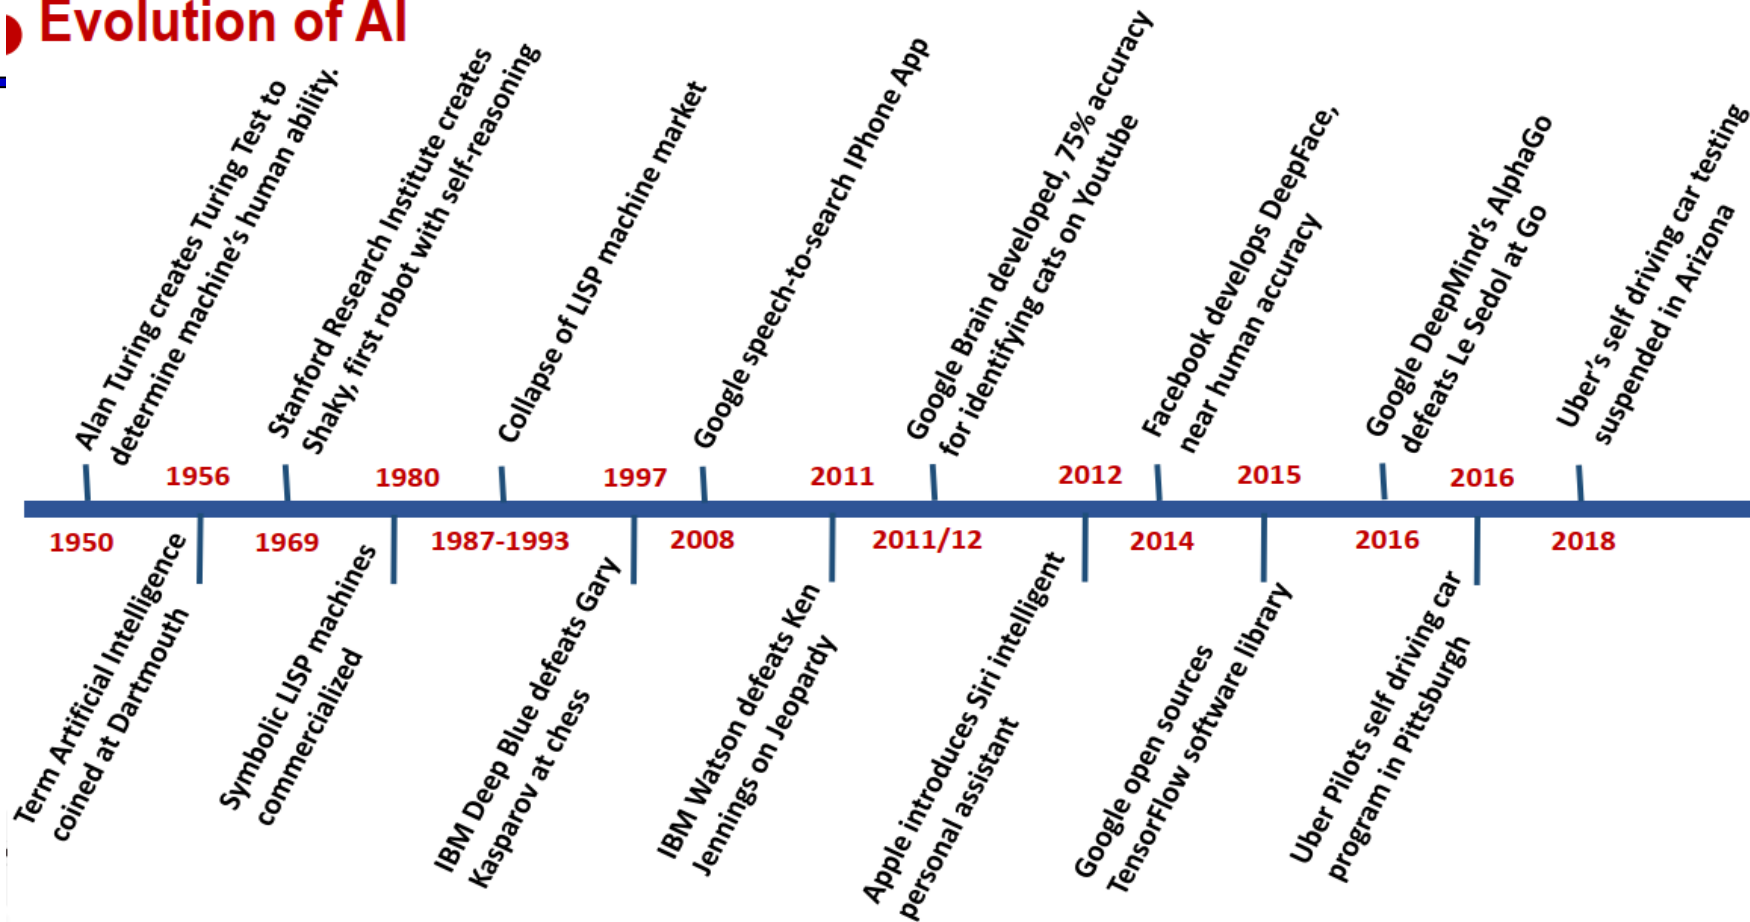 Evolution of AI
Alan Turing creates Turing Test to
determine machine's human ability.
Stanford Research Institute creates
Shaky, first robot with self-reasoning
Collapse of LISP machine market
Google speech-to-search IPhone App
Google Brain developed, 75% accuracy
for identifying cats on Youtube
Facebook develops DeepFace,
near human accuracy
Google DeepMind's AlphaGo
defeats Le Sedol at Go
Uber's self driving car testing
suspended in Arizona
1956
1980
1997
2011
2012
2015
2016
1950
1969
1987-1993
2008
2011/12
2014
2016
2018
Term Artificial Intelligence
coined at Dartmouth
Symbolic LISP machines
commercialized
IBM Deep Blue defeats Gary
Kasparov at chess
IBM Watson defeats Ken
Jennings on Jeopardy
Apple introduces Siri intelligent
personal assistant
Google open sources
TensorFlow software library
Uber Pilots self driving car
program in Pittsburgh